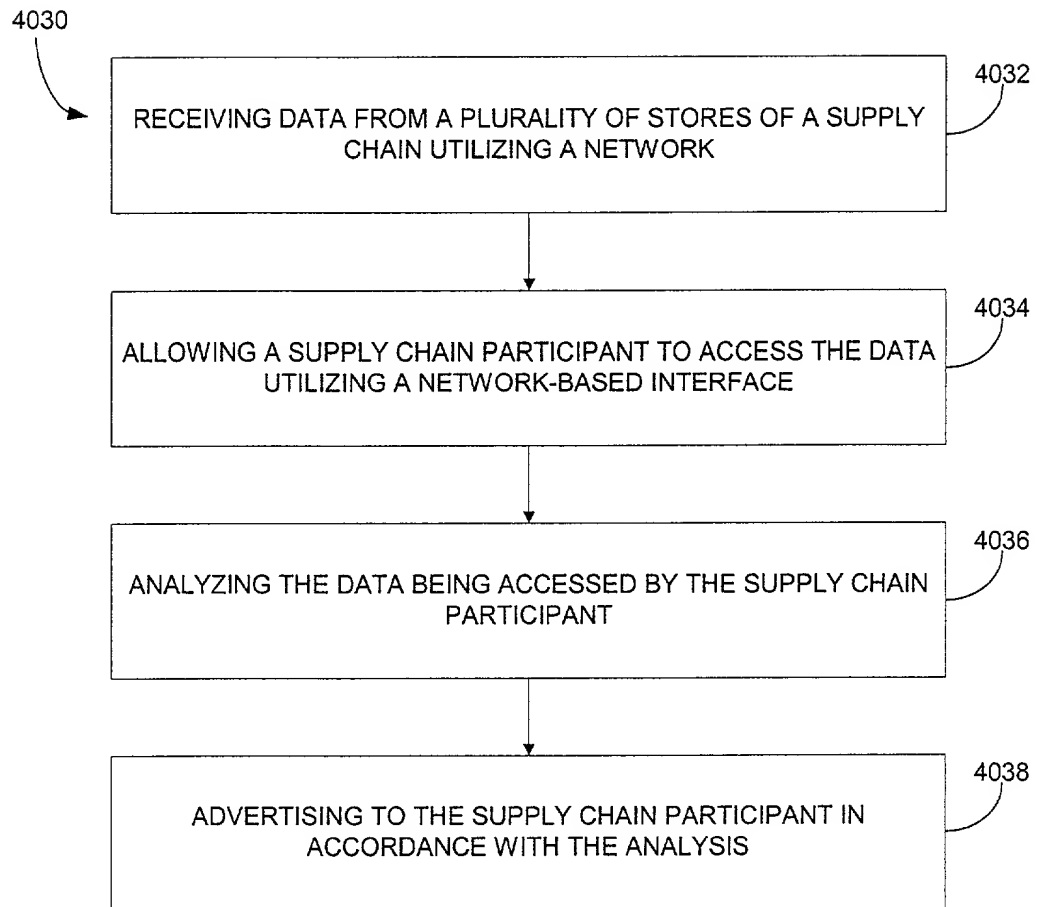 4030
4032
RECEIVING DATA FROM A PLURALITY OF STORES OF A SUPPLY
CHAIN UTILIZING A NETWORK
4034
ALLOWING A SUPPLY CHAIN PARTICIPANT TO ACCESS THE DATA
UTILIZING A NETWORK-BASED INTERFACE
4036
ANALYZING THE DATA BEING ACCESSED BY THE SUPPLY CHAIN
PARTICIPANT
4038
ADVERTISING TO THE SUPPLY CHAIN PARTICIPANT IN
ACCORDANCE WITH THE ANALYSIS